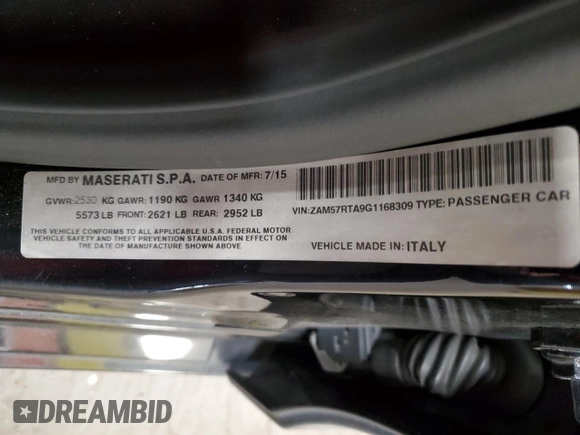 MFD BY MASERATI S.P.A. DATE OF MFR: 7/15
GVWR:2530 KG GAWR: 1190 KG GAWR 1340 KG
5573 LB FRONT: 2621 LB REAR: 2952 LB
THIS VEHICLE CONFORMS TO ALL APPLICABLE U.S.A. FEDERAL MOTOR
VEHICLE SAFETY AND THEFT PREVENTION STANDARDS IN EFFECT ON
THE DATE OF MANUFACTURE SHOWN ABOVE
VIN:ZAM57RTA9G1168309 TYPE: PASSENGER CAR
VEHICLE MADE IN: ITALY
DREAMBID